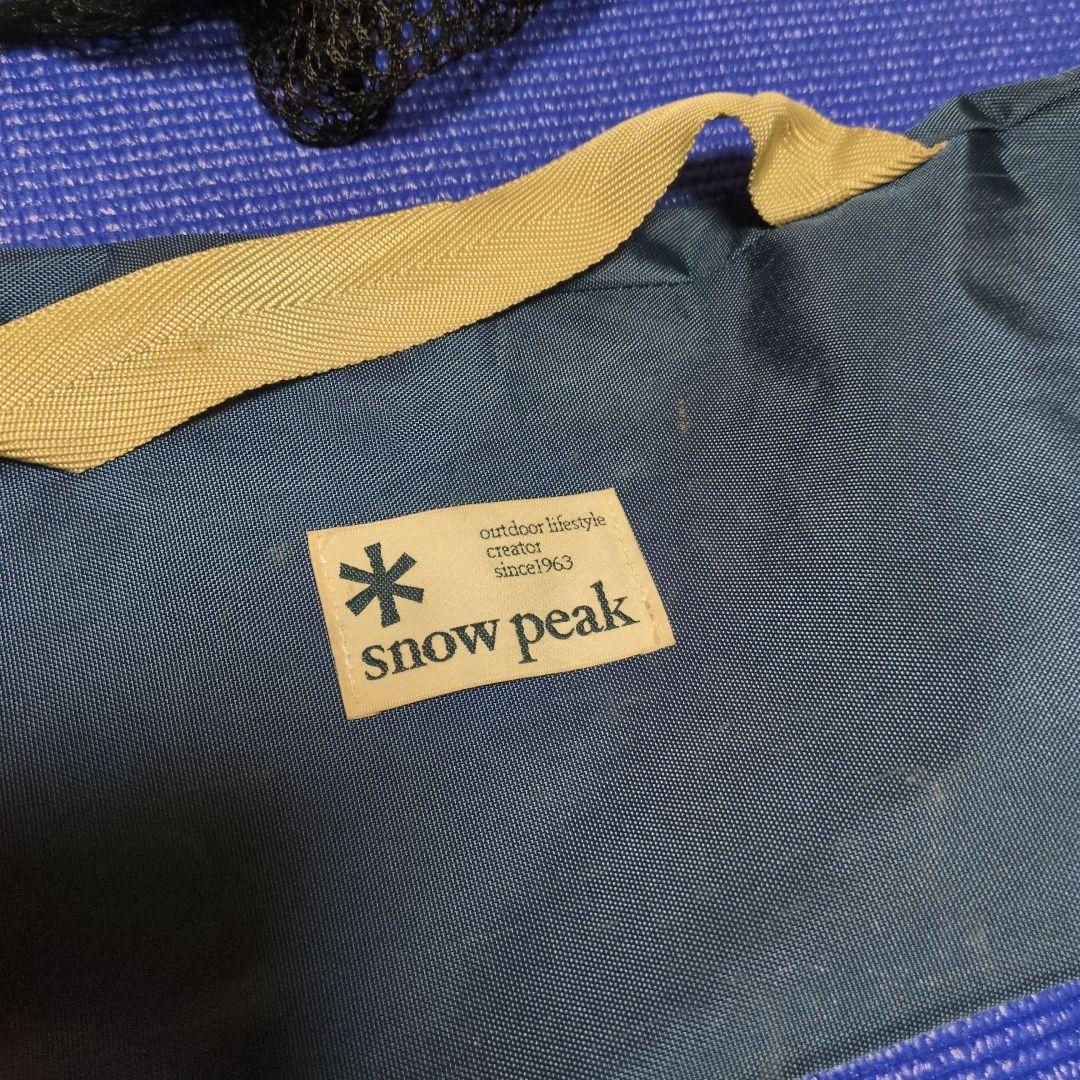 outdoor lifestyle
creator
since1963
snow peak